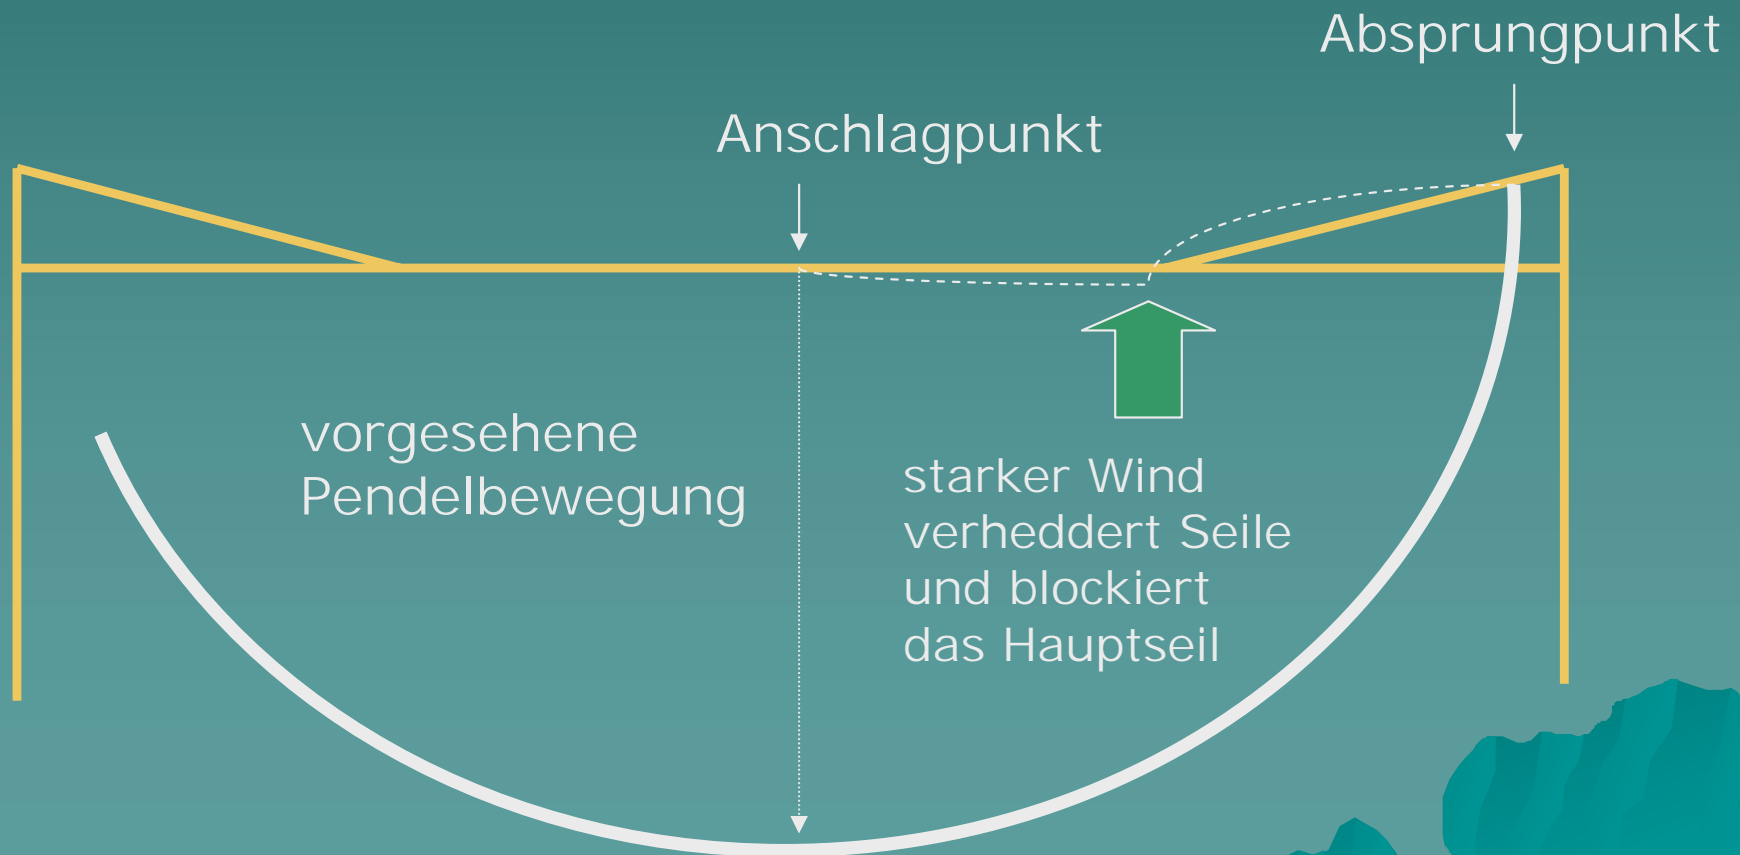 Absprungpunkt
Anschlagpunkt
vorgesehene
Pendelbewegung
starker Wind
verheddert Seile
und blockiert
das Hauptseil